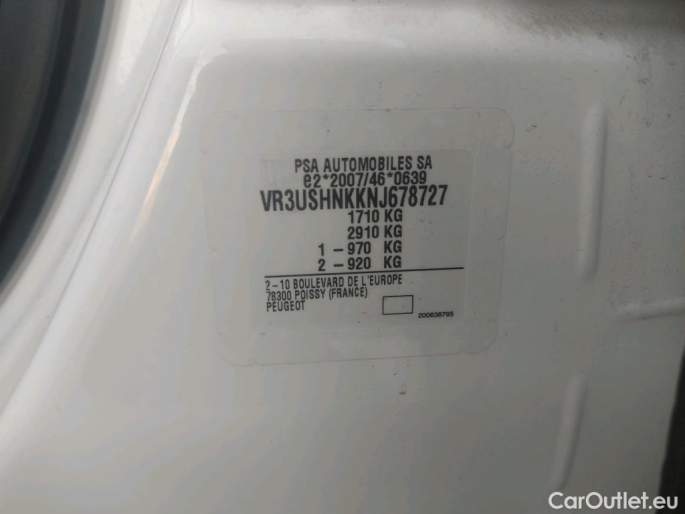 PSA AUTOMOBILES SA
e2*2007/46*0639
VR3USHNKKNJ678727
1710 KG
2910 KG
1 – 970 KG
2 – 920 KG
2 – 10 BOULEVARD DE L'EUROPE
78300 POISSY (FRANCE)
PEUGEOT
200636795
CarOutlet.eu